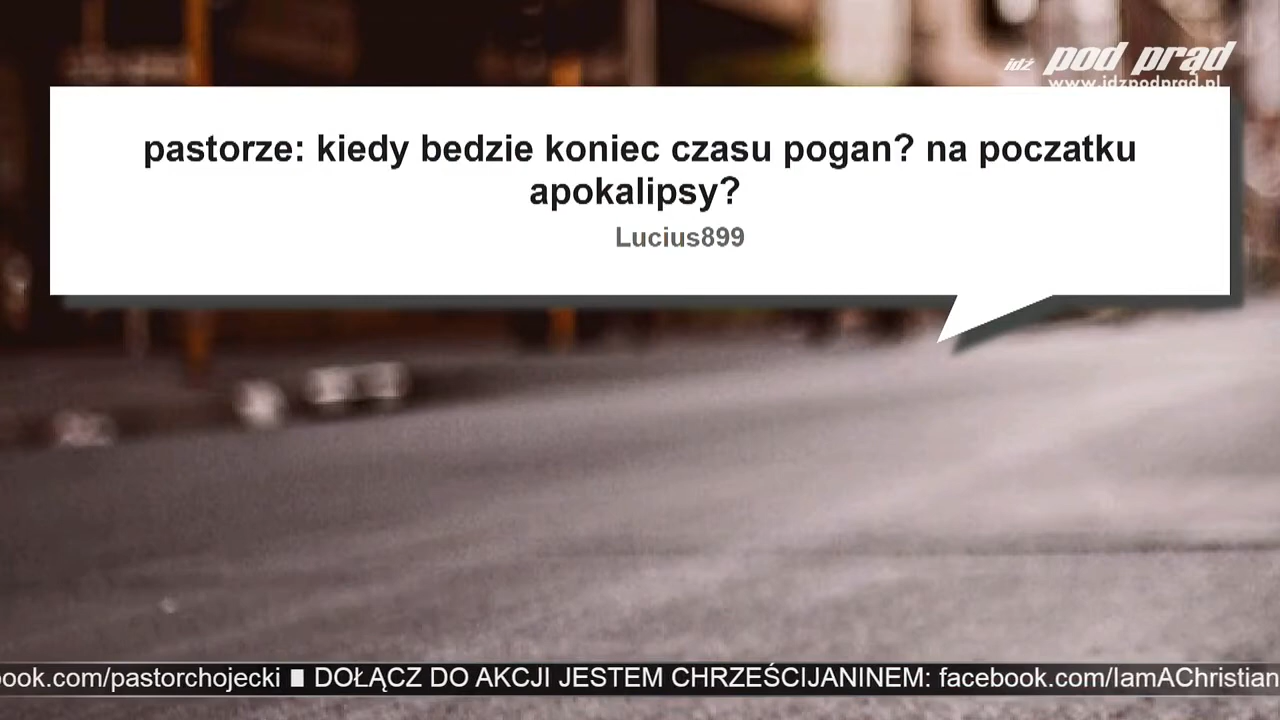 idź pod prąd
www.idzpodprąd.pl
pastorze: kiedy bedzie koniec czasu pogan? na poczatku
apokalipsy?
Lucius899
ook.com/pastorchojecki ■ DOŁĄCZ DO AKCJI JESTEM CHRZEŚCIJANINEM: facebook.com/IamAChristian